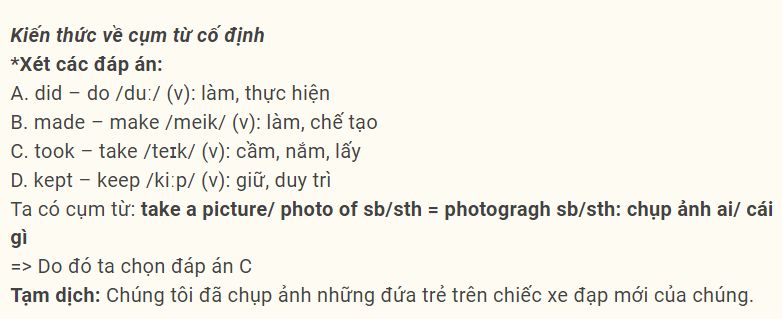 Kiến thức về cụm từ cố định
*Xét các đáp án:
A. did – do /duː/ (v): làm, thực hiện
B. made – make /meik/ (v): làm, chế tạo
C. took – take /teɪk/ (v): cầm, nắm, lấy
D. kept – keep /kiːp/ (v): giữ, duy trì
Ta có cụm từ: take a picture/ photo of sb/sth = photogragh sb/sth: chụp ảnh ai/ cái
gì
=> Do đó ta chọn đáp án C
Tạm dịch: Chúng tôi đã chụp ảnh những đứa trẻ trên chiếc xe đạp mới của chúng.